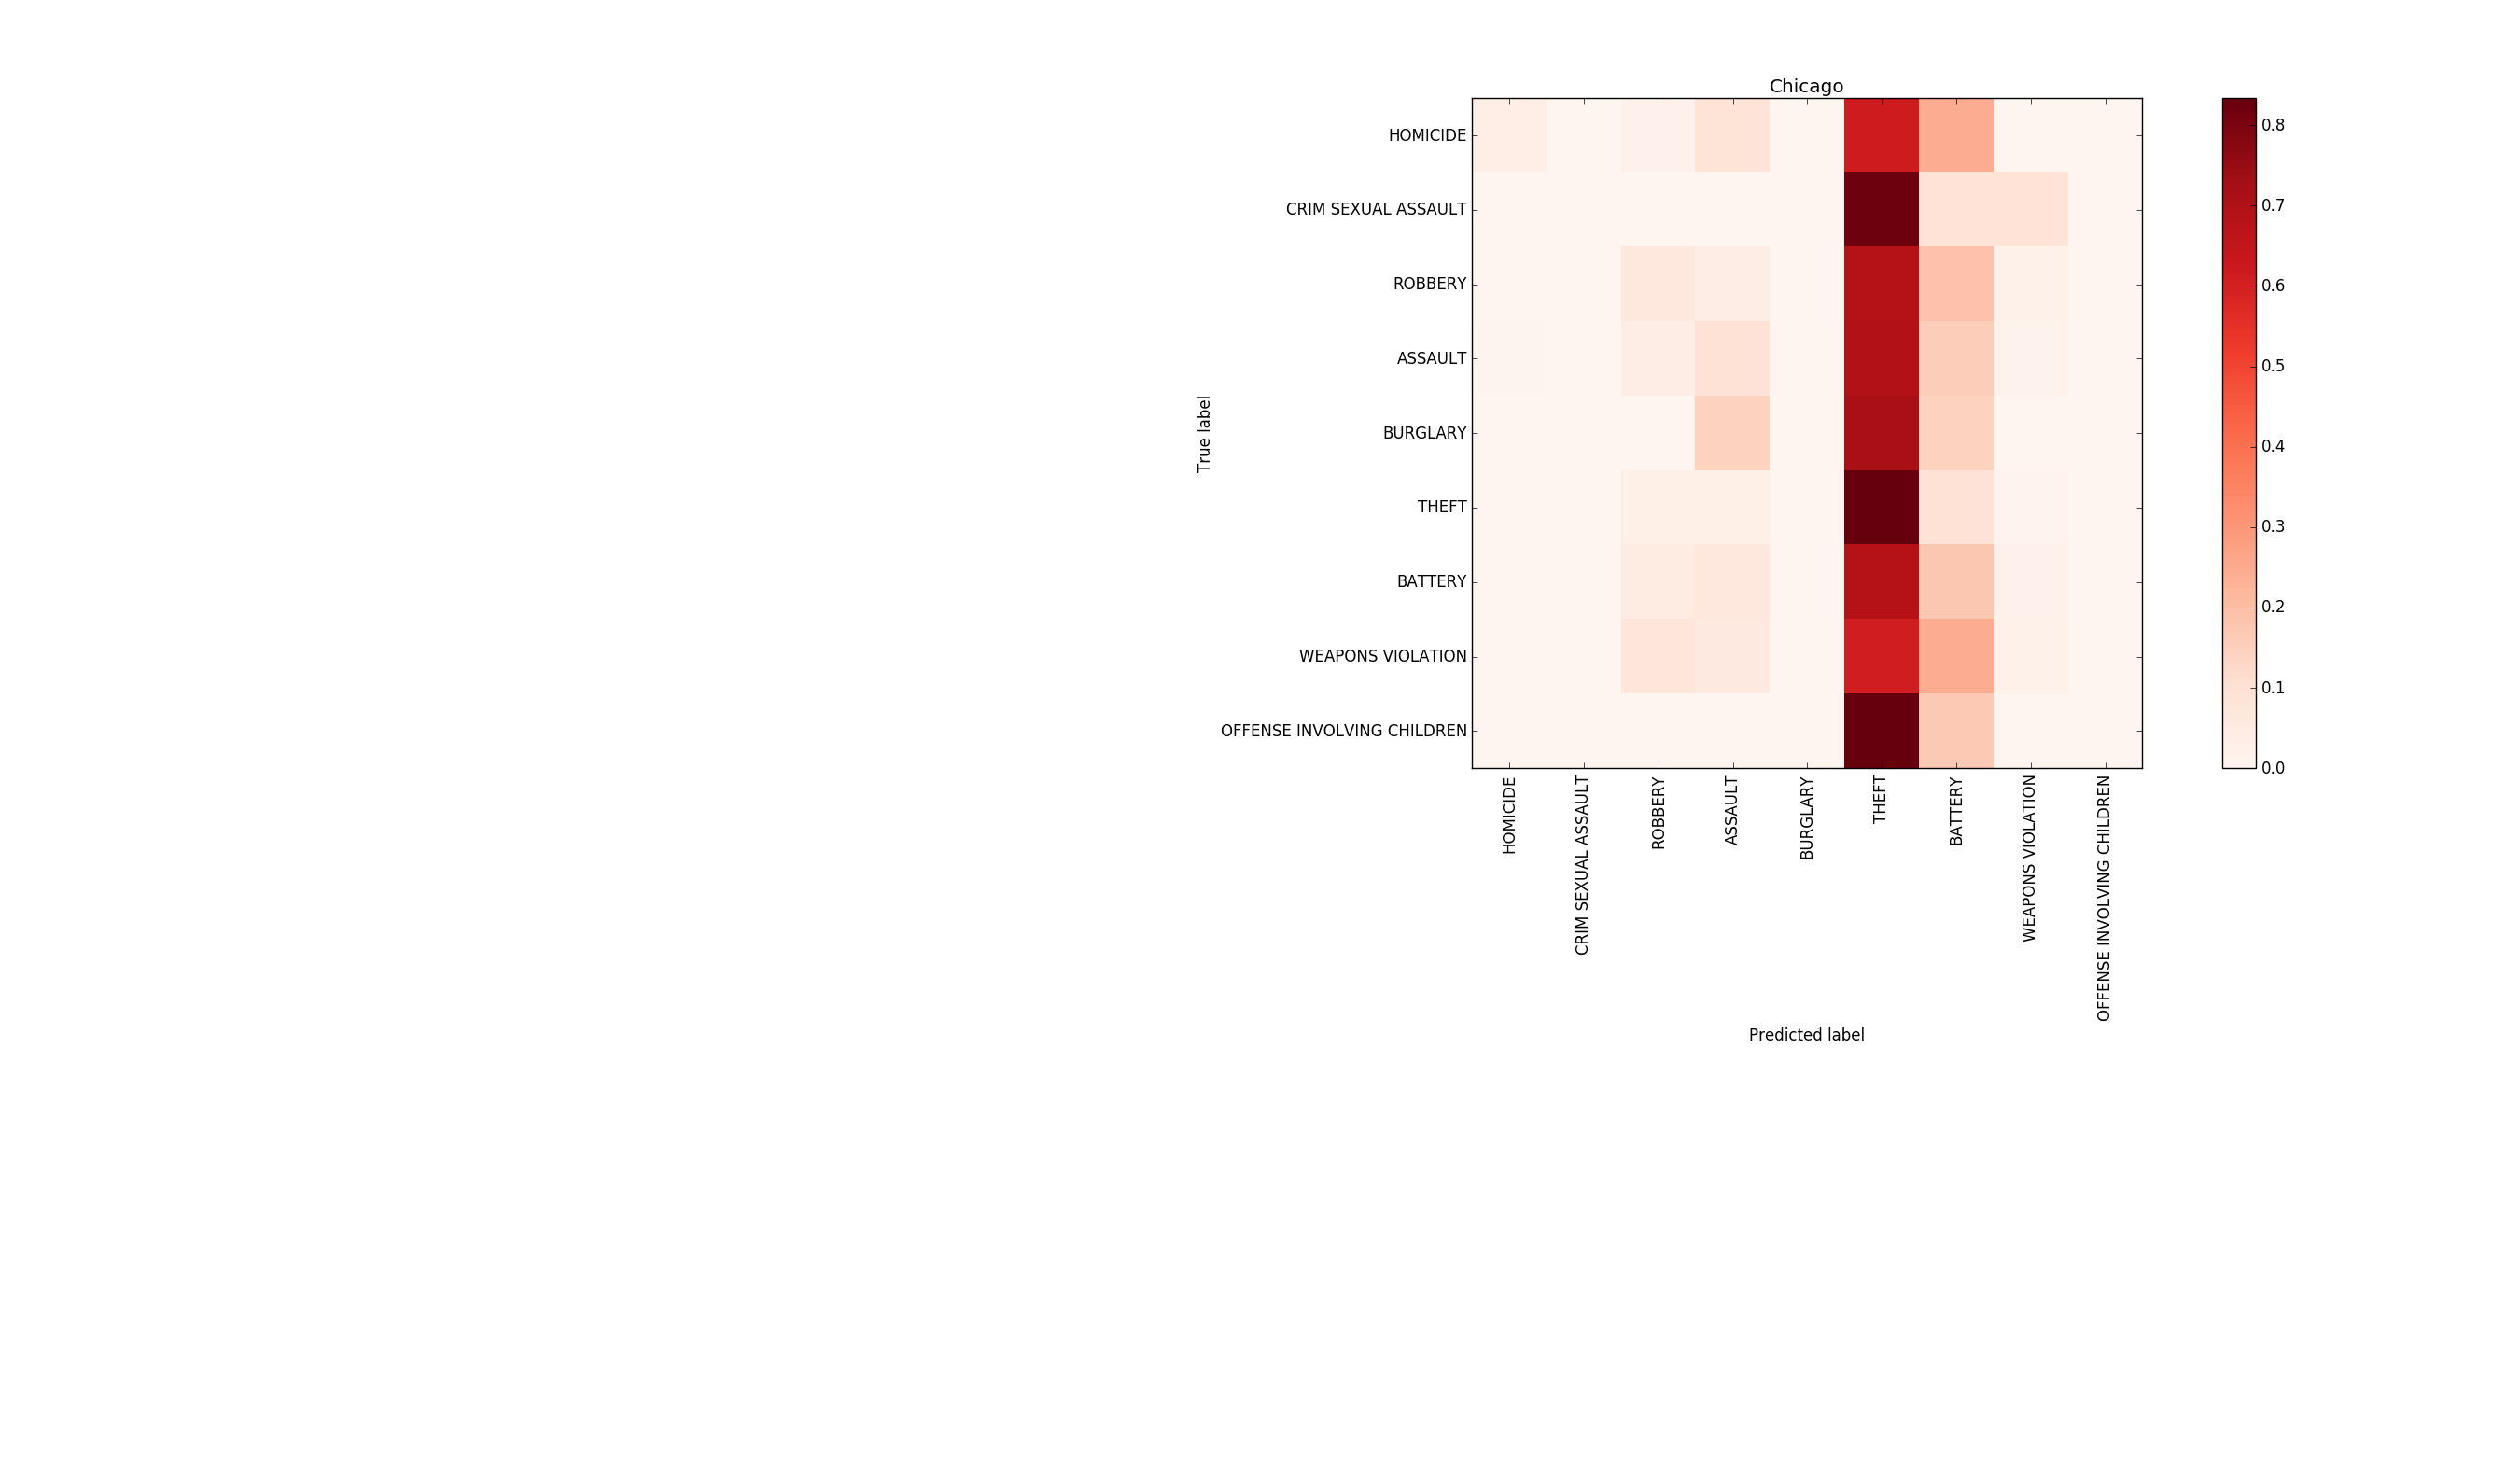 Chicago
HOMICIDE
CRIM SEXUAL ASSAULT
ROBBERY
ASSAULT
BURGLARY
THEFT
BATTERY
WEAPONS VIOLATION
OFFENSE INVOLVING CHILDREN
True label
HOMICIDE
CRIM SEXUAL ASSAULT
ROBBERY
ASSAULT
BURGLARY
THEFT
BATTERY
WEAPONS VIOLATION
OFFENSE INVOLVING CHILDREN
Predicted label
0.8
0.7
0.6
0.5
0.4
0.3
0.2
0.1
0.0